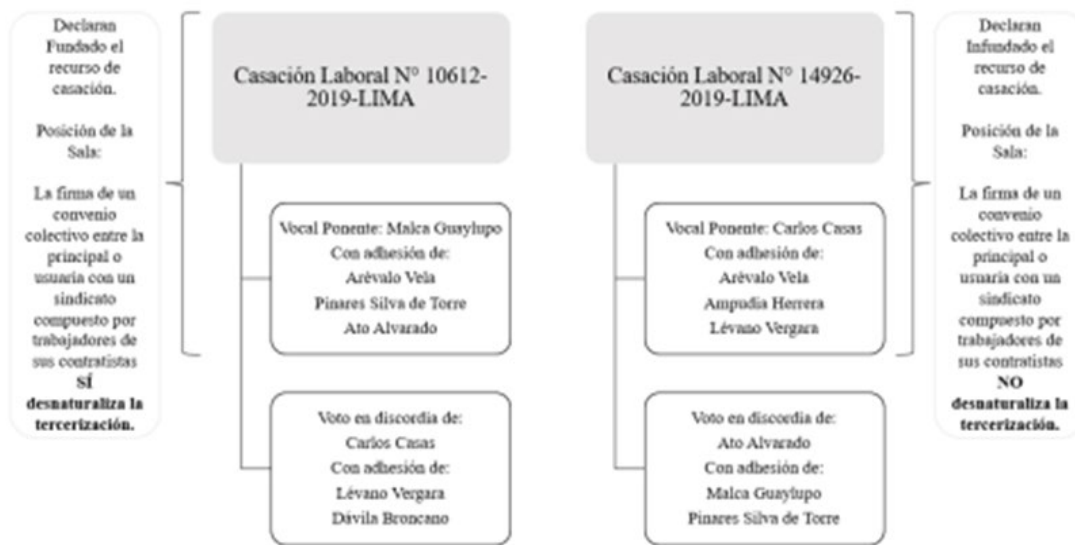 Declaran
Fundado el
recurso de
casación.
Posición de la
Sala:
La firma de un
convenio
colectivo entre la
principal o
usuaria con un
sindicato
compuesto por
trabajadores de
sus contratistas
SÍ
desnaturaliza la
tercerización.
Casación Laboral N° 10612-
2019-LIMA
Vocal Ponente: Malca Guaylupo
Con adhesión de:
Arévalo Vela
Pinares Silva de Torre
Ato Alvarado
Voto en discordia de:
Carlos Casas
Con adhesión de:
Lévano Vergara
Dávila Broncano
Casación Laboral N° 14926-
2019-LIMA
Vocal Ponente: Carlos Casas
Con adhesión de:
Arévalo Vela
Ampudia Herrera
Lévano Vergara
Voto en discordia de:
Ato Alvarado
Con adhesión de:
Malca Guaylupo
Pinares Silva de Torre
Declaran
Infundado el
recurso de
casación.
Posición de la
Sala:
La firma de un
convenio
colectivo entre la
principal o
usuaria con un
sindicato
compuesto por
trabajadores de
sus contratistas
NO
desnaturaliza la
tercerización.